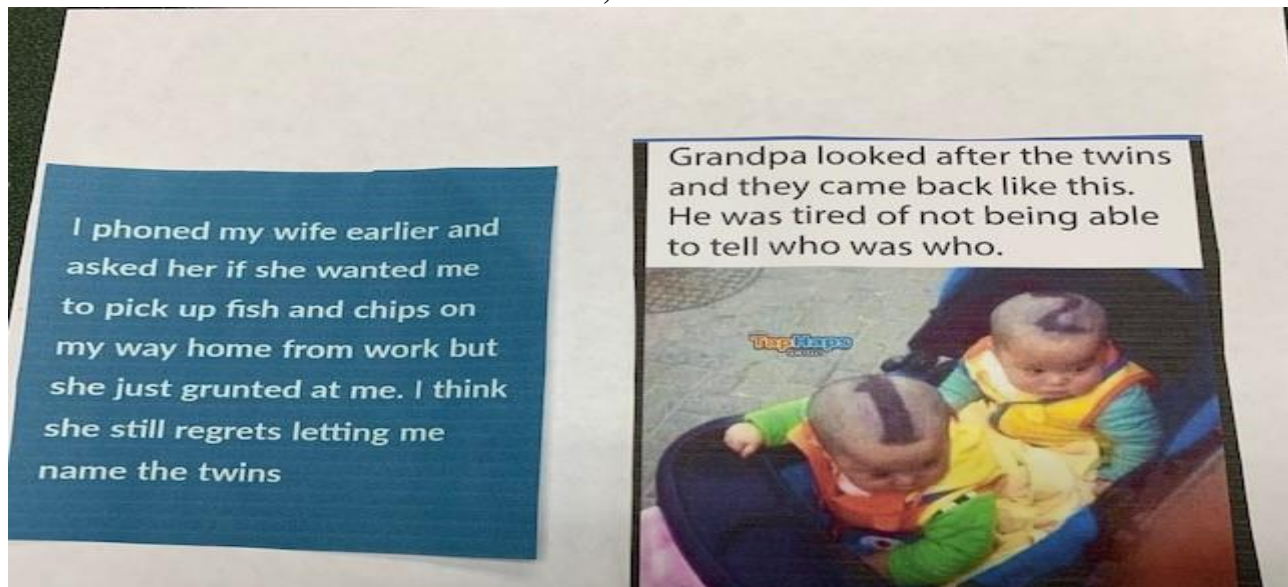 I phoned my wife earlier and
asked her if she wanted me
to pick up fish and chips on
my way home from work but
she just grunted at me. I think
she still regrets letting me
name the twins
Grandpa looked after the twins
and they came back like this.
He was tired of not being able
to tell who was who.
TapHaps
1
2